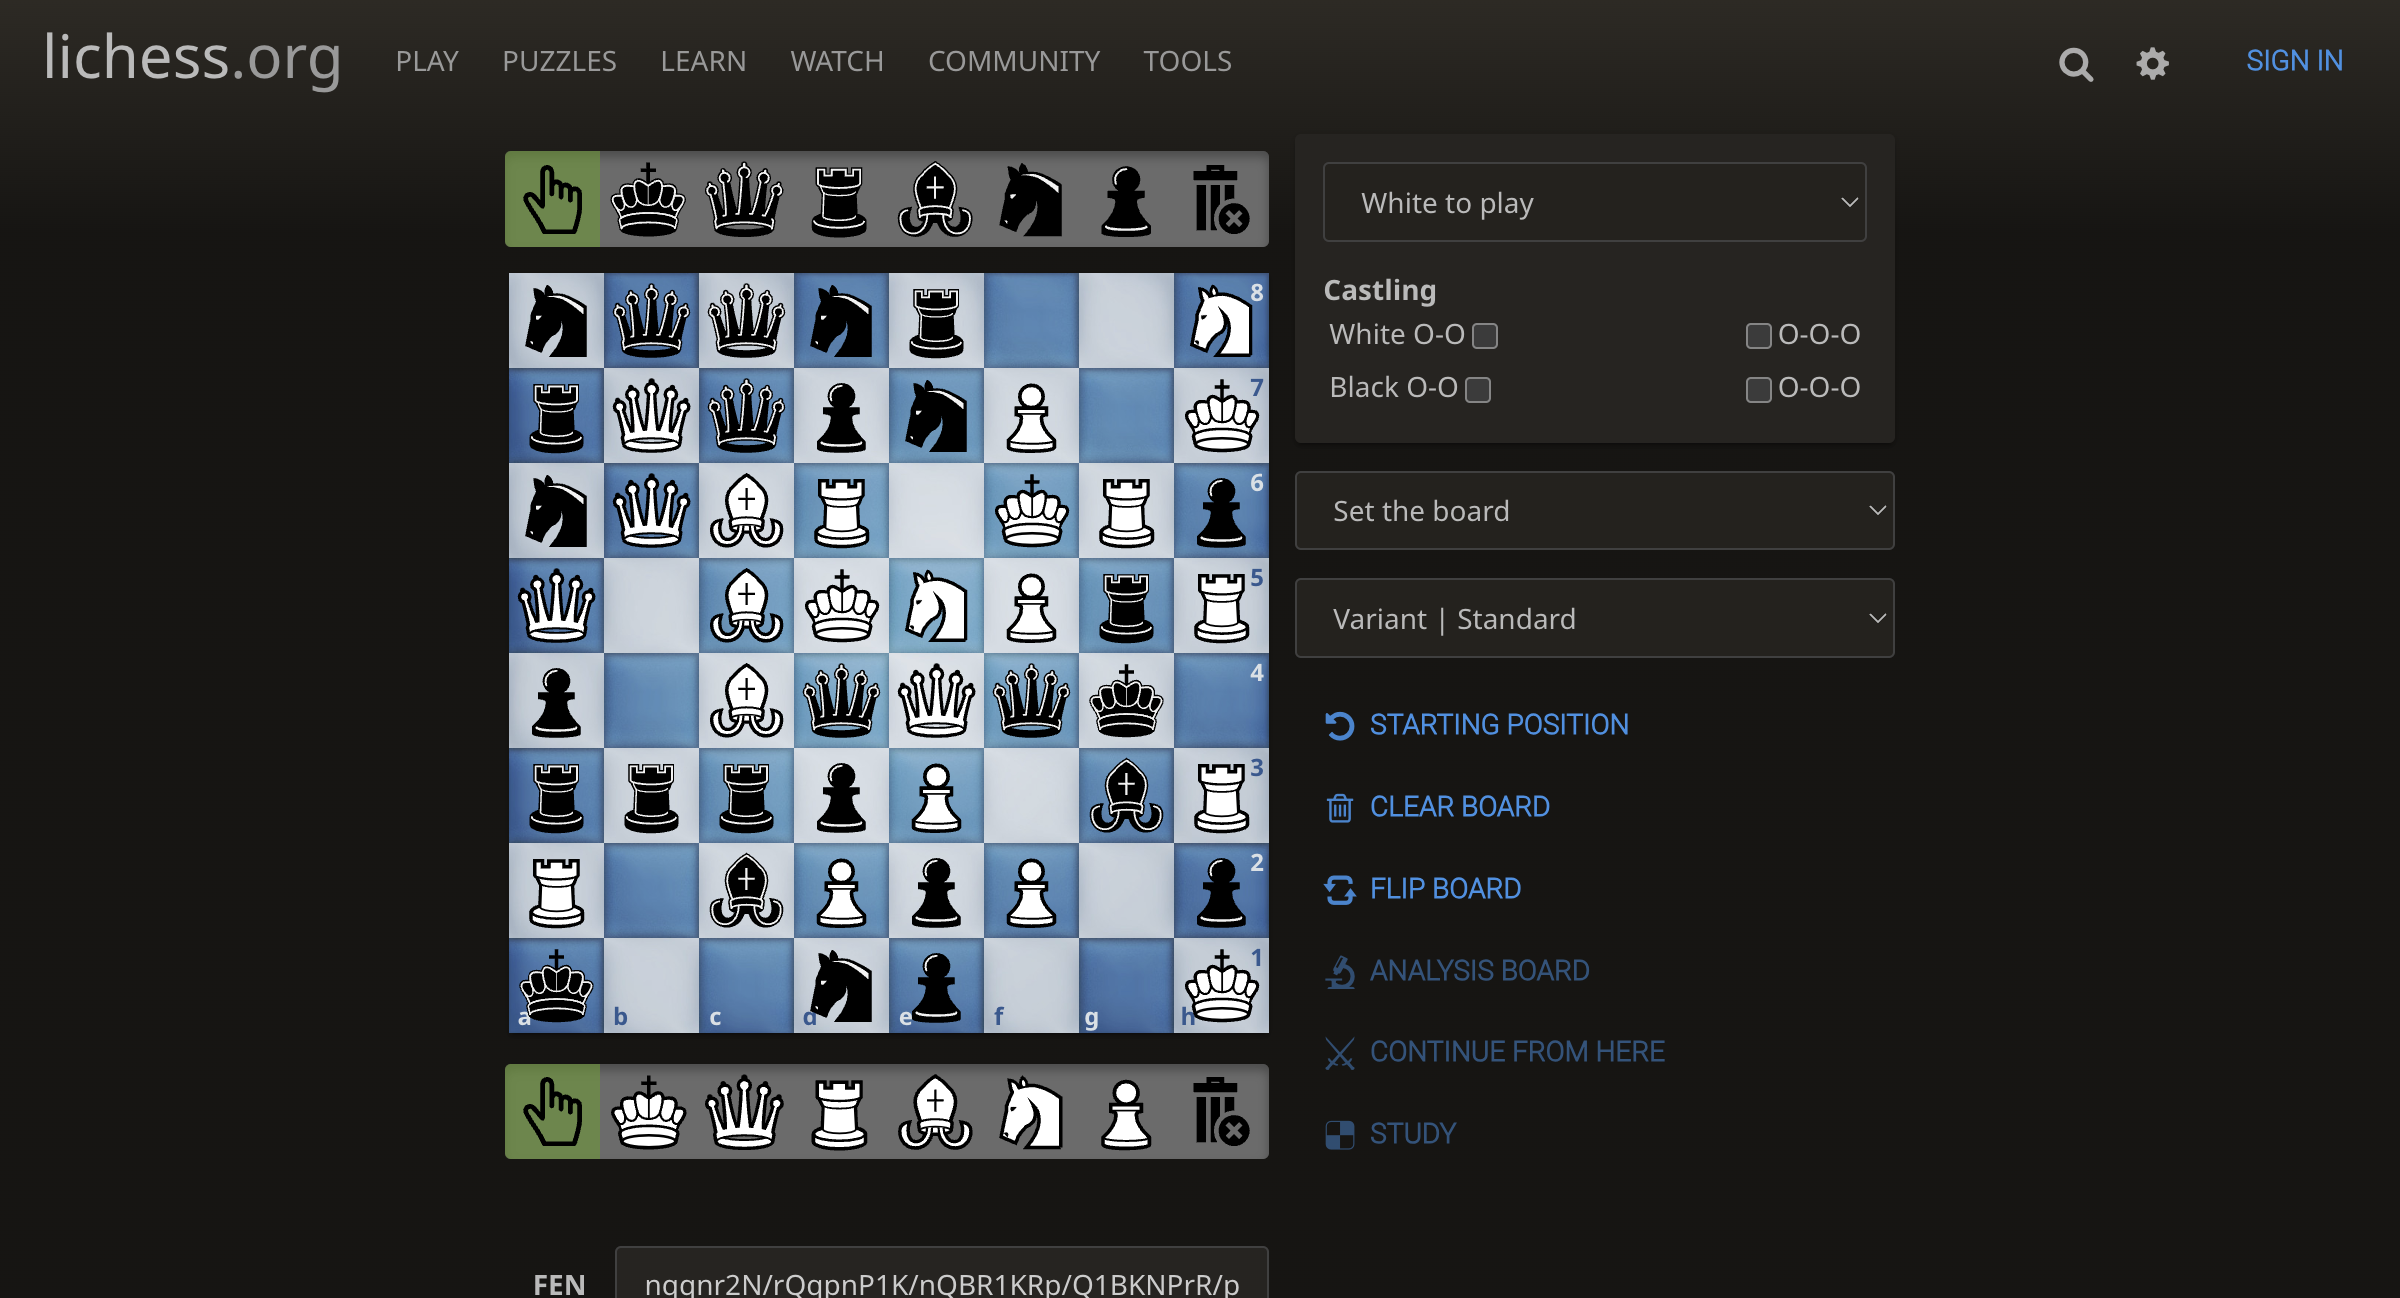 lichess.org PLAY PUZZLES LEARN WATCH COMMUNITY TOOLS SIGN IN
White to play
Castling
White O-O O-O-O
Black O-O O-O-O
Set the board
Variant | Standard
STARTING POSITION
CLEAR BOARD
FLIP BOARD
ANALYSIS BOARD
CONTINUE FROM HERE
STUDY
8
7
6
5
4
3
2
1
a b c d e f g h
FEN nqqnr2N/rQqpnP1K/nQBR1KRp/Q1BKNPrR/p